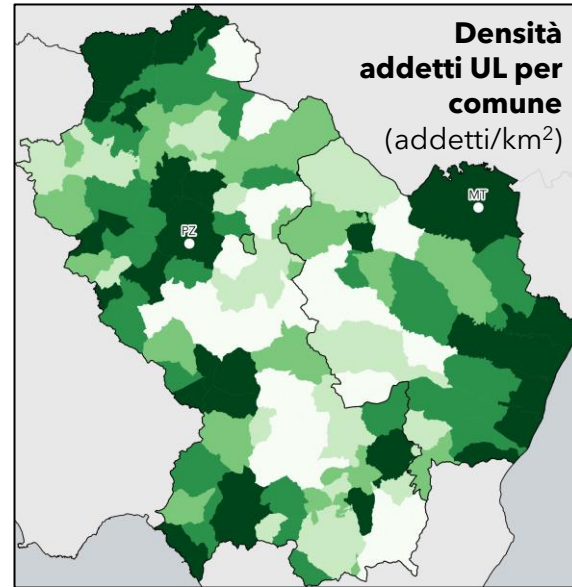 Densità
addetti UL per
comune
(addetti/km²)
MT
PZ